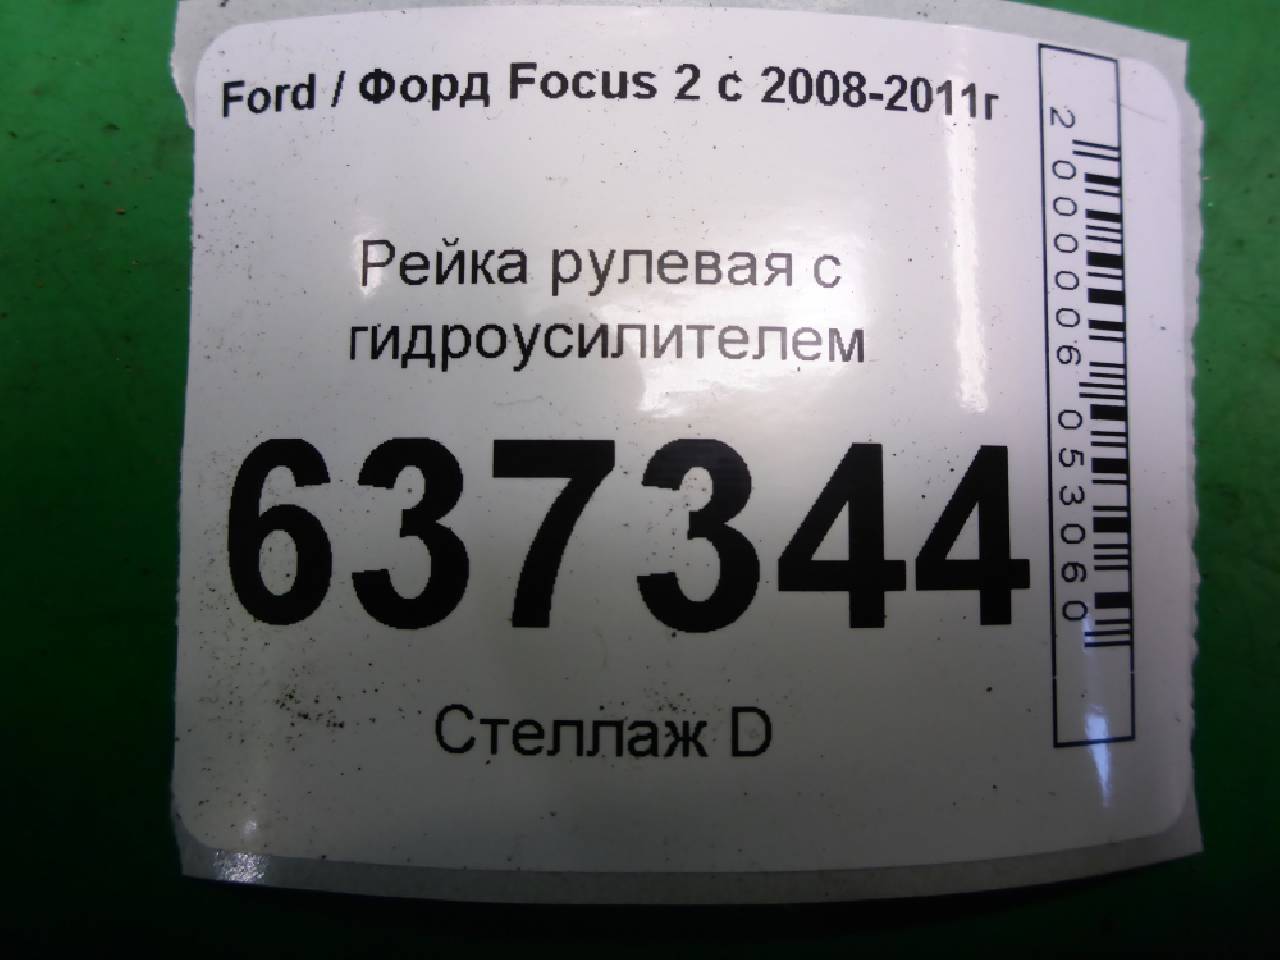 Ford / Форд Focus 2 с 2008-2011г
Рейка рулевая с
гидроусилителем
637344
Стеллаж D
2000006053060